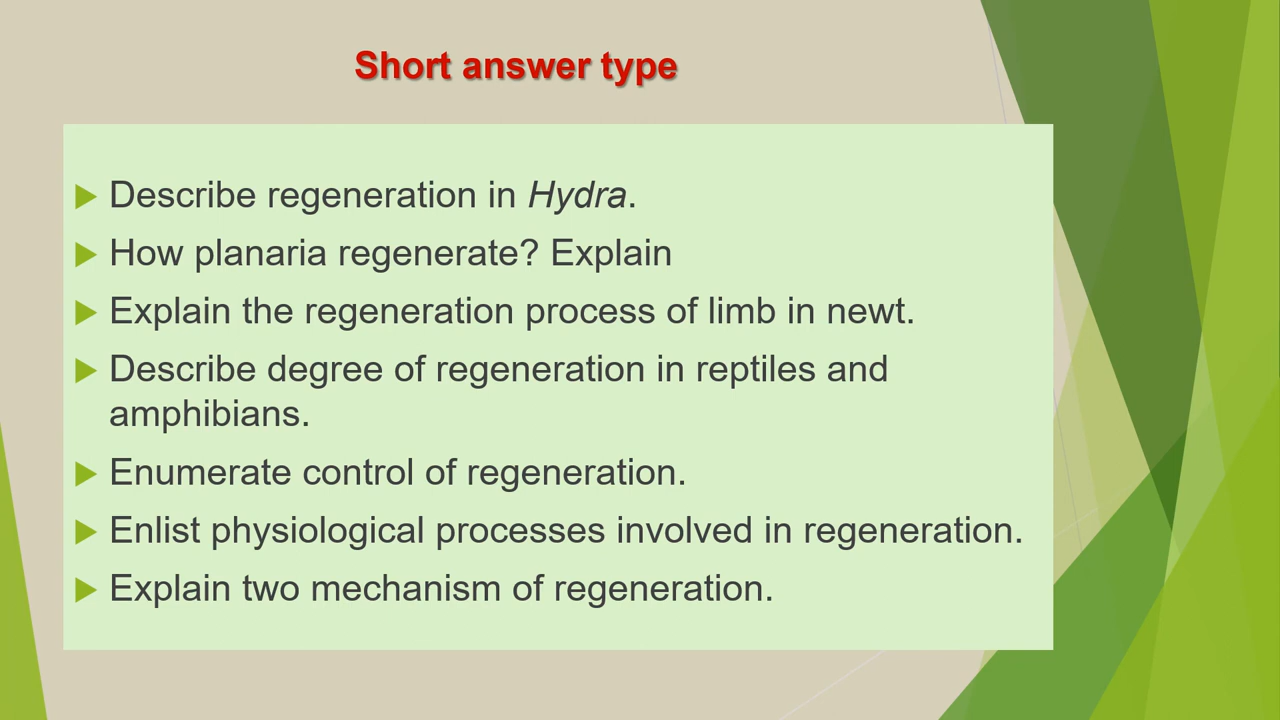 Short answer type
Describe regeneration in Hydra.
How planaria regenerate? Explain
Explain the regeneration process of limb in newt.
Describe degree of regeneration in reptiles and
amphibians.
Enumerate control of regeneration.
Enlist physiological processes involved in regeneration.
Explain two mechanism of regeneration.